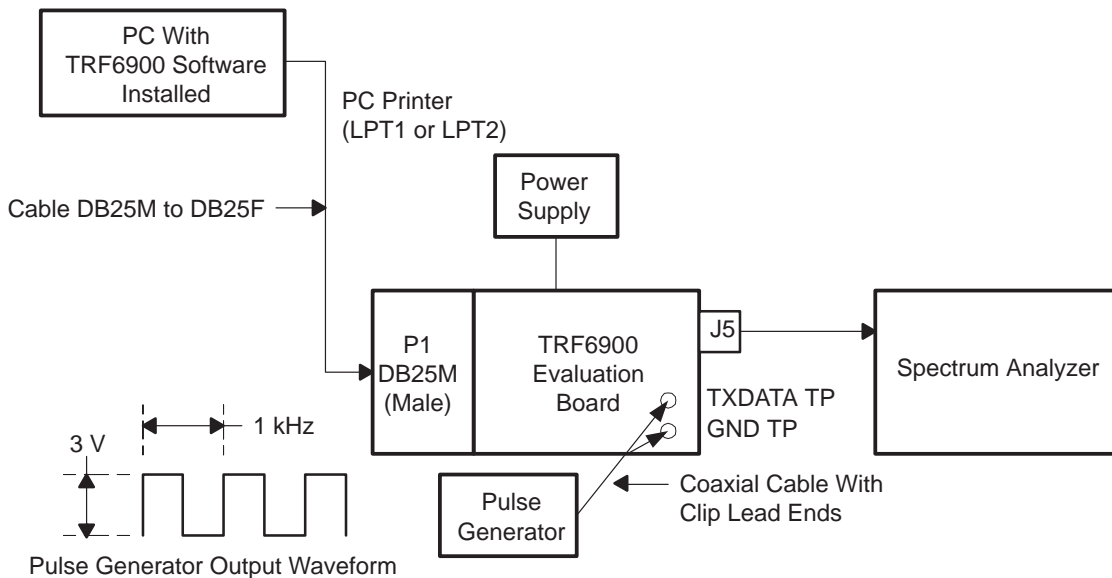 PC With
TRF6900 Software
Installed
PC Printer
(LPT1 or LPT2)
Cable DB25M to DB25F
Power
Supply
P1
DB25M
(Male)
TRF6900
Evaluation
Board
J5
Spectrum Analyzer
TXDATA TP
GND TP
1 kHz
3 V
Pulse
Generator
Coaxial Cable With
Clip Lead Ends
Pulse Generator Output Waveform